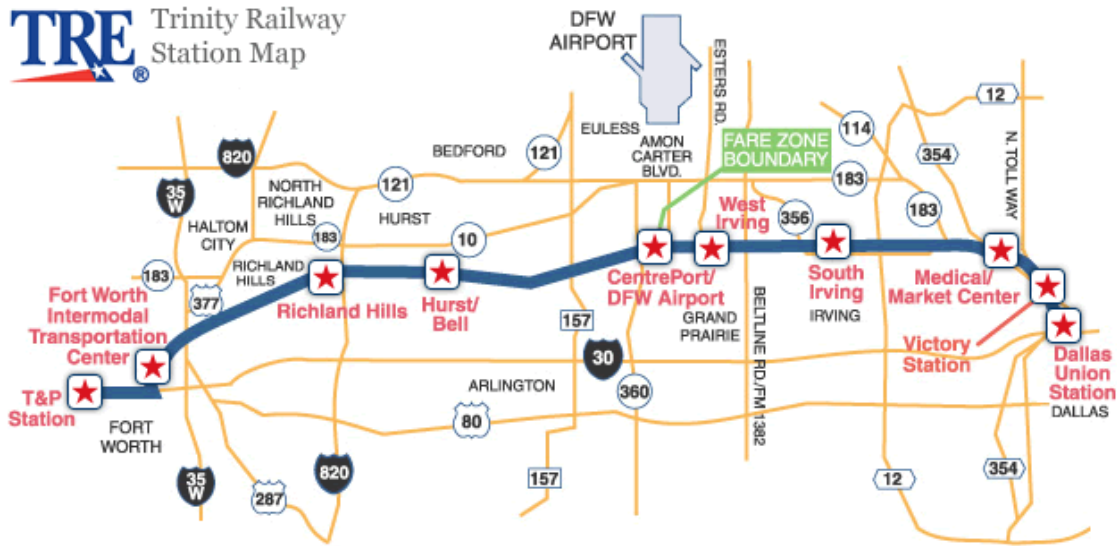 TRE®
Trinity Railway
Station Map
DFW
AIRPORT
ESTERS RD.
12
820
BEDFORD
121
EULESS
AMON
CARTER
BLVD.
FARE ZONE
BOUNDARY
114
354
N. TOLL WAY
35
W
NORTH
RICHLAND
HILLS
121
HURST
183
183
HALTOM
CITY
183
10
West
Irving
356
183
RICHLAND
HILLS
377
Fort Worth
Intermodal
Transportation
Center
Richland Hills
Hurst/
Bell
CentrePort/
DFW Airport
South
Irving
Medical/
Market Center
GRAND
PRAIRIE
IRVING
157
BELTLINE RD./FM 1382
30
Victory
Station
Dallas
Union
Station
DALLAS
T&P
Station
ARLINGTON
360
FORT
WORTH
80
35
W
287
820
157
12
354